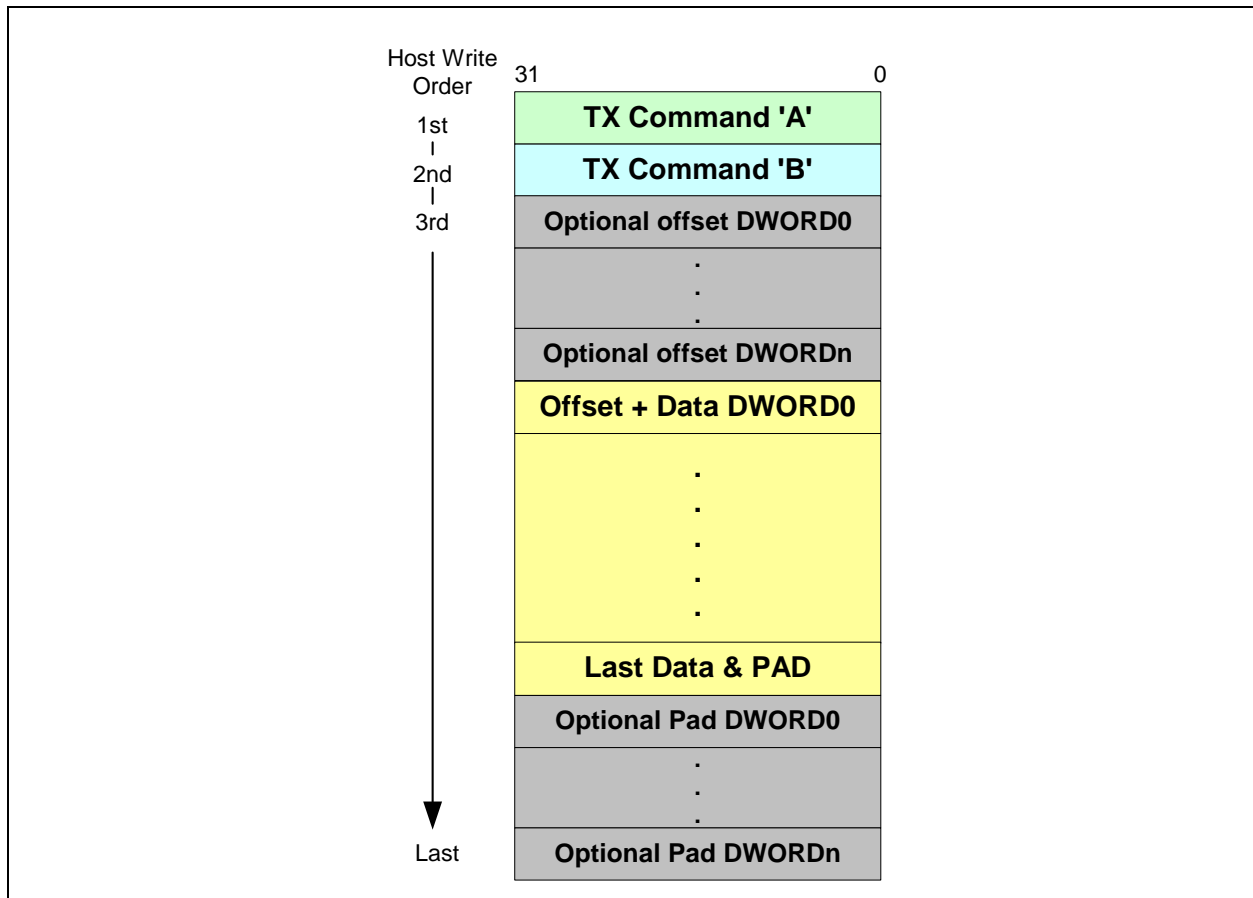 Host Write
Order
31 0
1st
TX Command 'A'
2nd
TX Command 'B'
3rd
Optional offset DWORD0
.
.
.
Optional offset DWORDn
Offset + Data DWORD0
.
.
.
.
.
Last Data & PAD
Optional Pad DWORD0
.
.
.
Last
Optional Pad DWORDn